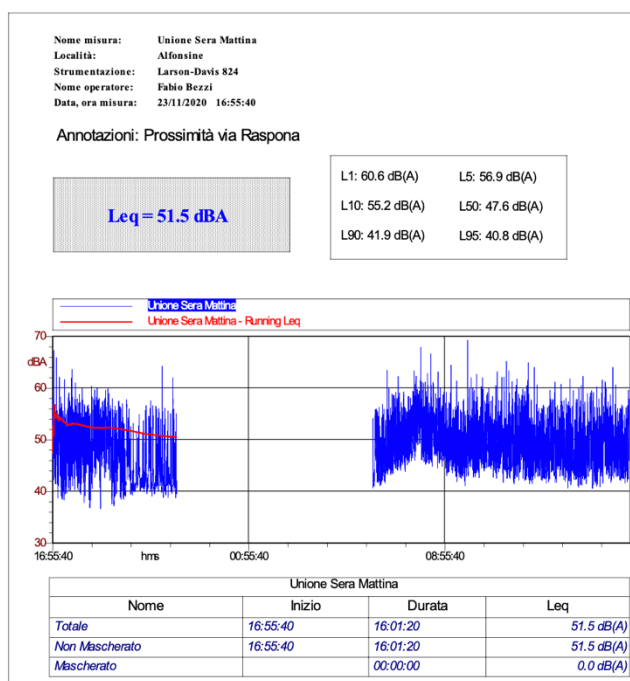 Nome misura: Unione Sera Mattina
Località: Alfonsine
Strumentazione: Larson-Davis 824
Nome operatore: Fabio Bezzi
Data, ora misura: 23/11/2020 16:55:40
Annotazioni: Prossimità via Raspona
Leq = 51.5 dBA
L1: 60.6 dB(A) L5: 56.9 dB(A)
L10: 55.2 dB(A) L50: 47.6 dB(A)
L90: 41.9 dB(A) L95: 40.8 dB(A)
Unione Sera Mattina
Unione Sera Mattina - Running Leq
70
dBA
60
50
40
30
16:55:40 hms 00:55:40 08:55:40
Unione Sera Mattina
Nome Inizio Durata Leq
Totale 16:55:40 16:01:20 51.5 dB(A)
Non Mascherato 16:55:40 16:01:20 51.5 dB(A)
Mascherato 00:00:00 0.0 dB(A)